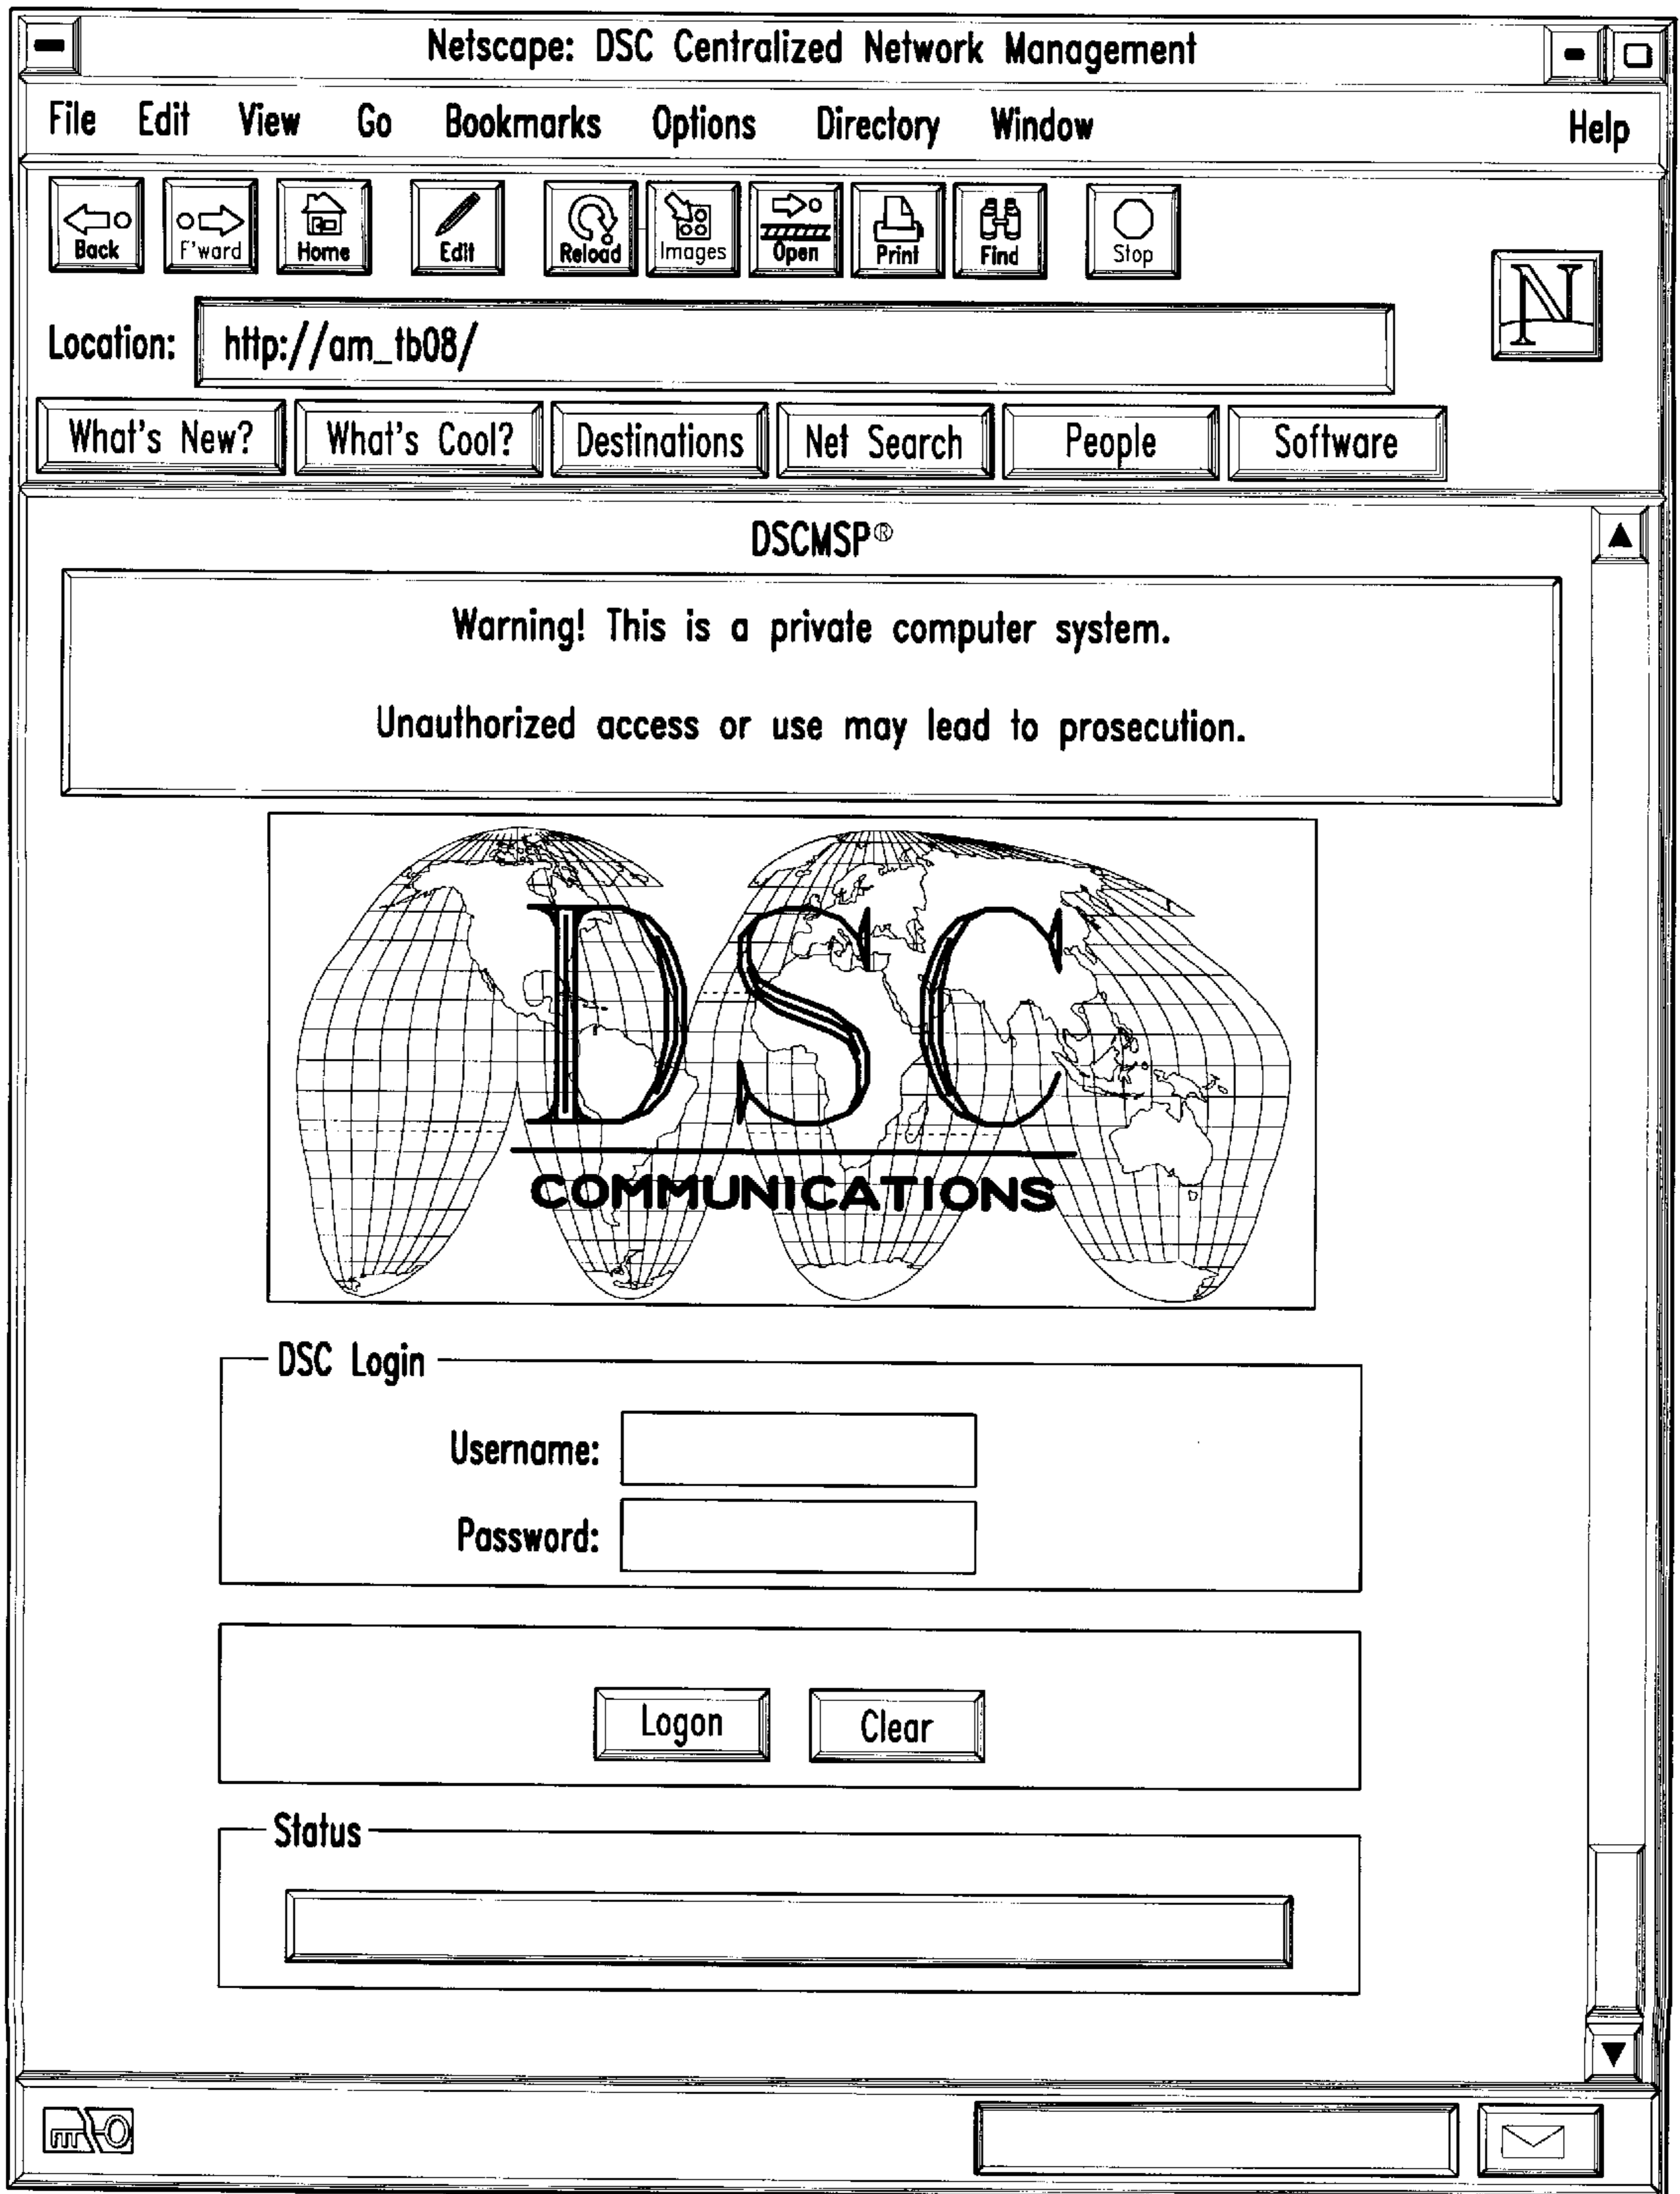 Netscape: DSC Centralized Network Management
File Edit View Go Bookmarks Options Directory Window Help
Back F'ward Home Edit Reload Images Open Print Find Stop
N
Location: http://am_tb08/
What's New? What's Cool? Destinations Net Search People Software
DSCMSP®
Warning! This is a private computer system.
Unauthorized access or use may lead to prosecution.
DSC
COMMUNICATIONS
DSC Login
Username:
Password:
Logon Clear
Status